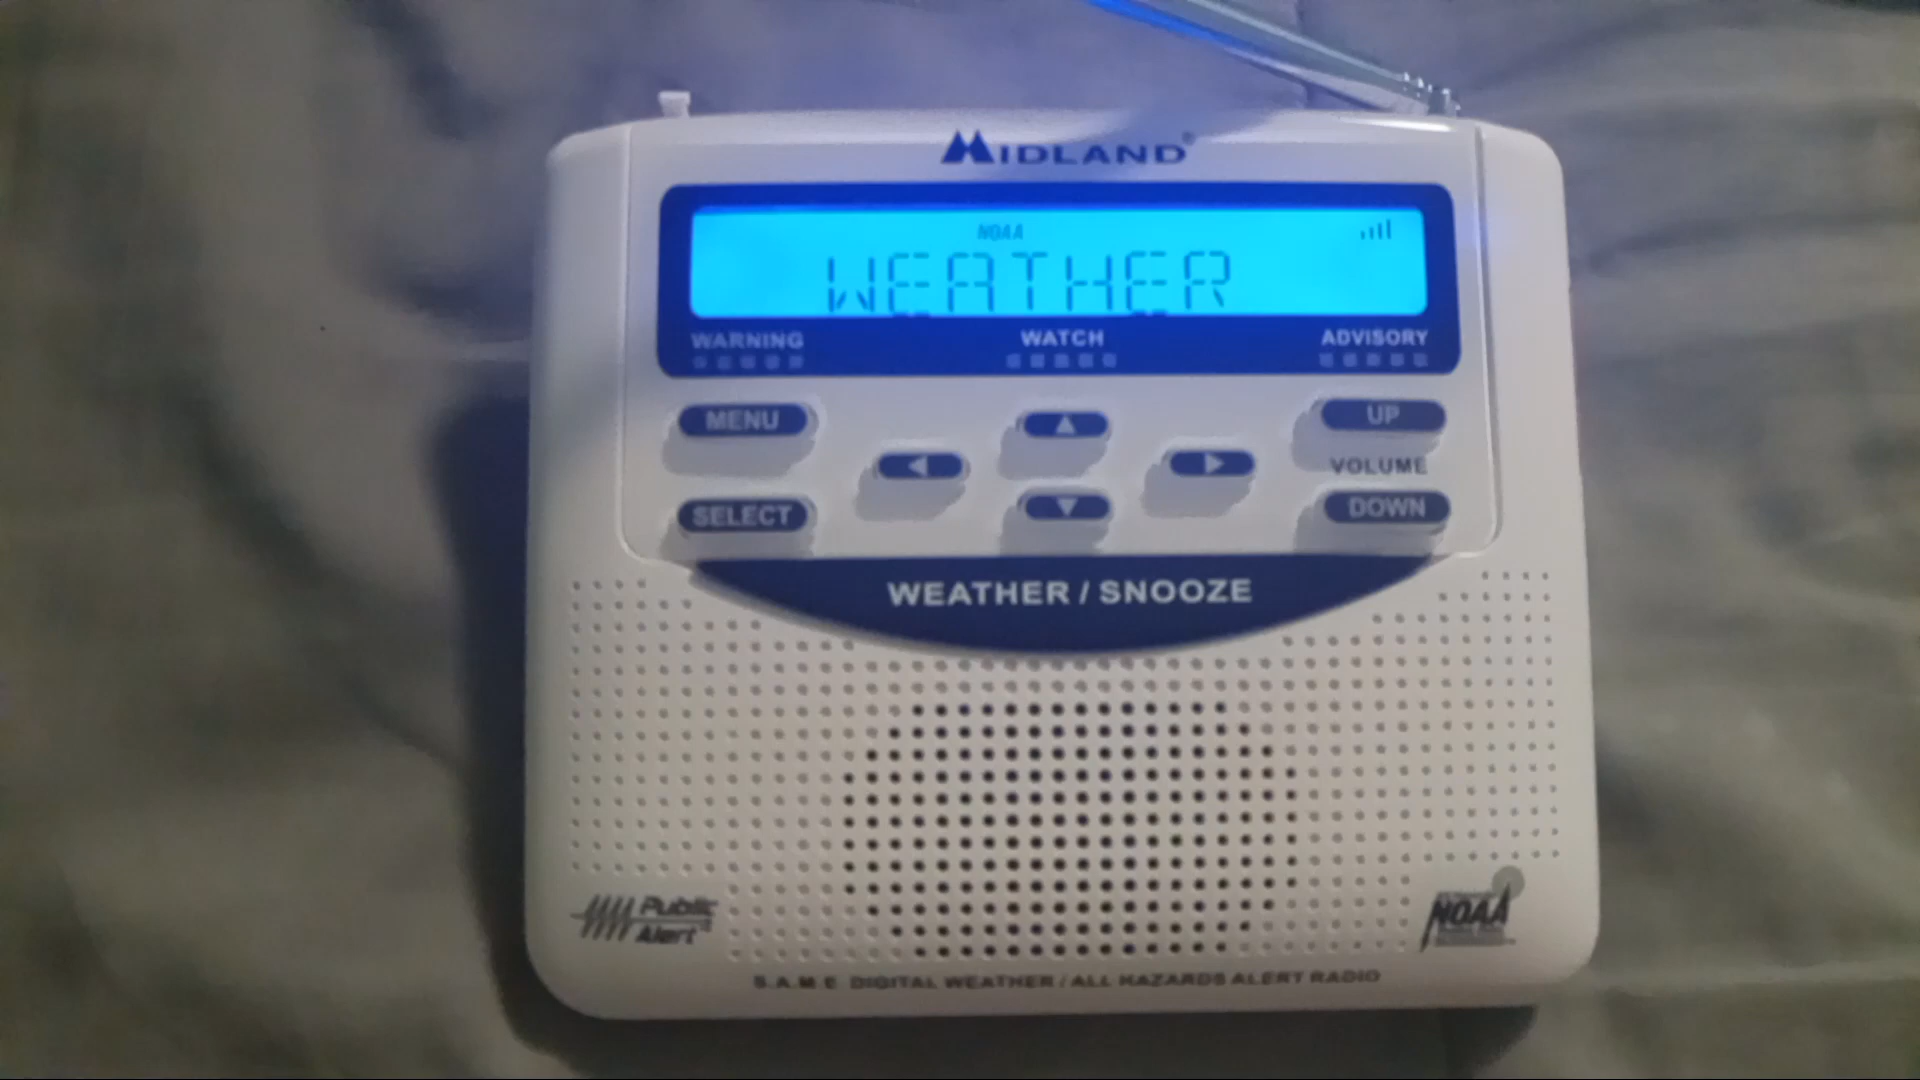 MIDLAND®
NOAA
WEATHER
WARNING WATCH ADVISORY
MENU UP
VOLUME
SELECT DOWN
WEATHER / SNOOZE
Public
Alert
NOAA
S.A.M.E DIGITAL WEATHER / ALL HAZARDS ALERT RADIO